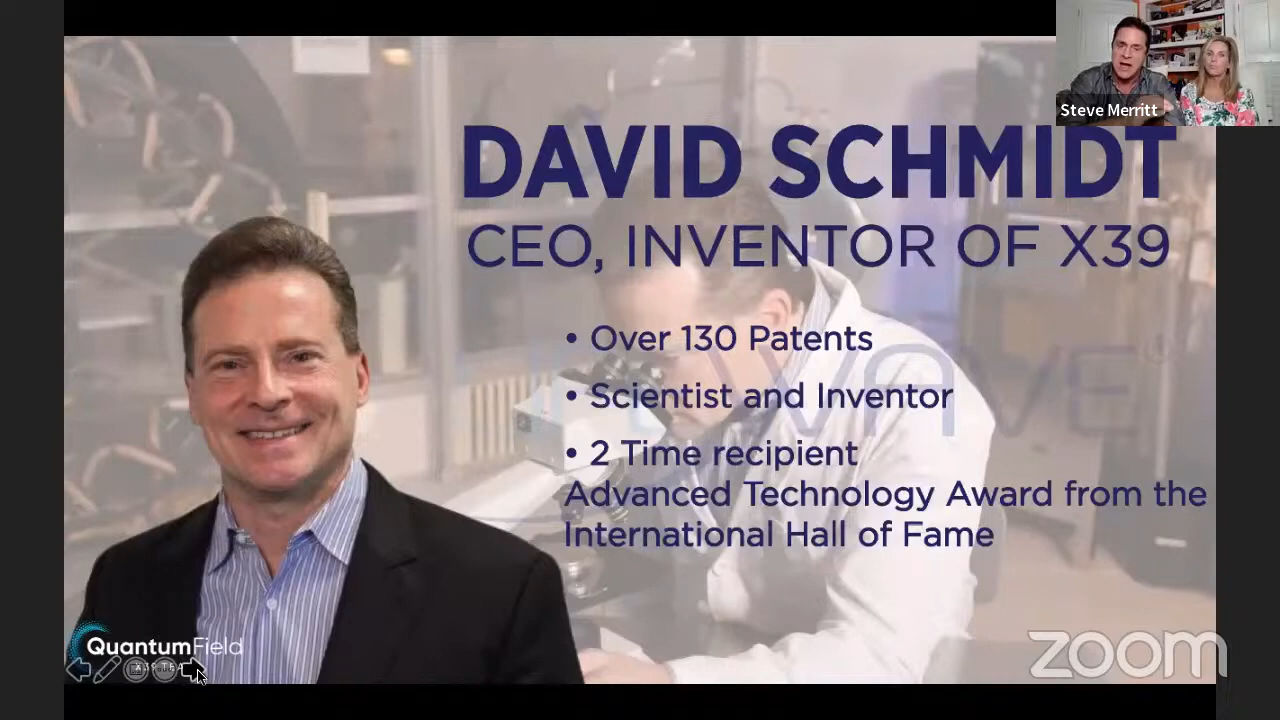 Steve Merritt
DAVID SCHMIDT
CEO, INVENTOR OF X39
• Over 130 Patents
• Scientist and Inventor
• 2 Time recipient
Advanced Technology Award from the
International Hall of Fame
QuantumField
zoom